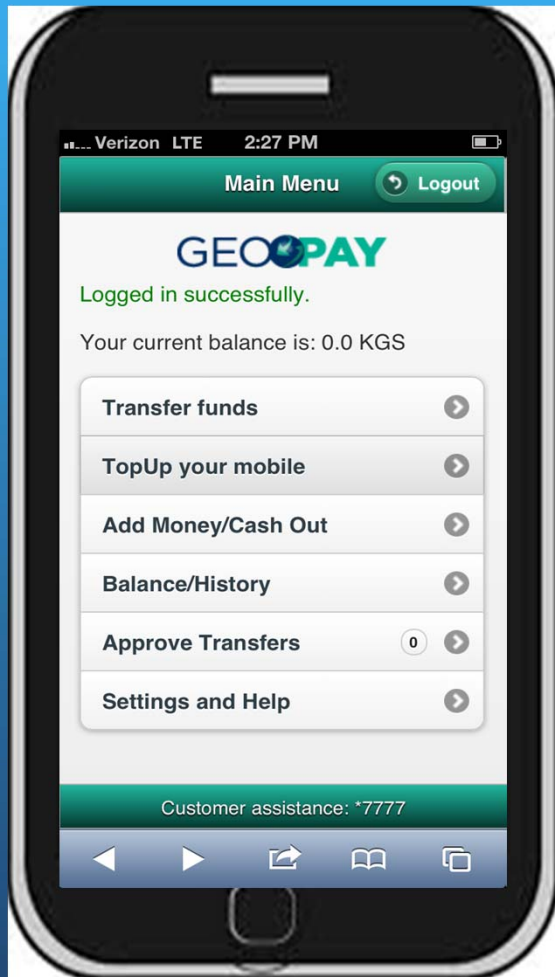 Verizon LTE 2:27 PM
Main Menu
Logout
GEOPAY
Logged in successfully.
Your current balance is: 0.0 KGS
Transfer funds
TopUp your mobile
Add Money/Cash Out
Balance/History
Approve Transfers 0
Settings and Help
Customer assistance: *7777